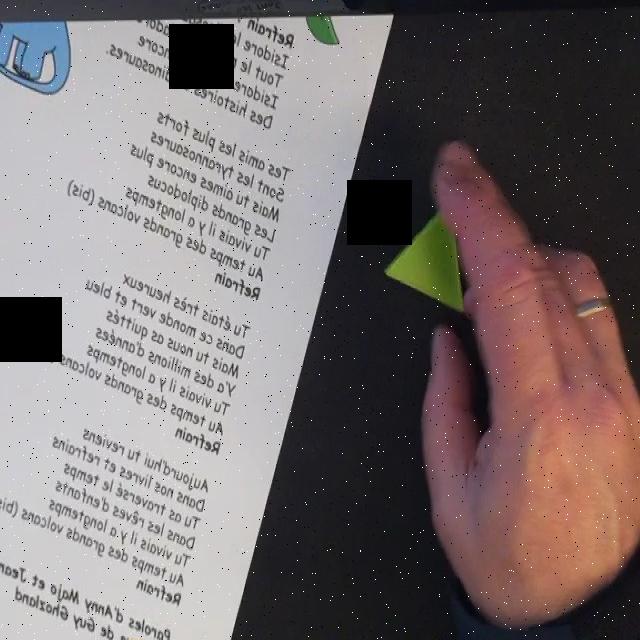 Refrain
Isidore
Tout le
Isidore encore
Des histoires dinosaures
Tes amis les plus forts
Sont les tyrannosaures
Mais tu aimes encore plus
Les grands diplodocus
Tu vivais il y a longtemps
Au temps des grands volcans (bis)
Refrain
Tu étais très heureux
Dans ce monde vert et bleu
Mais tu nous as quittés
Y'a des millions d'années
Tu vivais il y a longtemps
Au temps des grands volcans
Refrain
Aujourd'hui tu reviens
Dans nos livres et refrains
Tu as traversé le temps
Dans les rêves d'enfants
Tu vivais il y a longtemps
Au temps des grands volcans (bis)
Refrain
Paroles d'Anny Majo et Jean
de Guy Ghazland